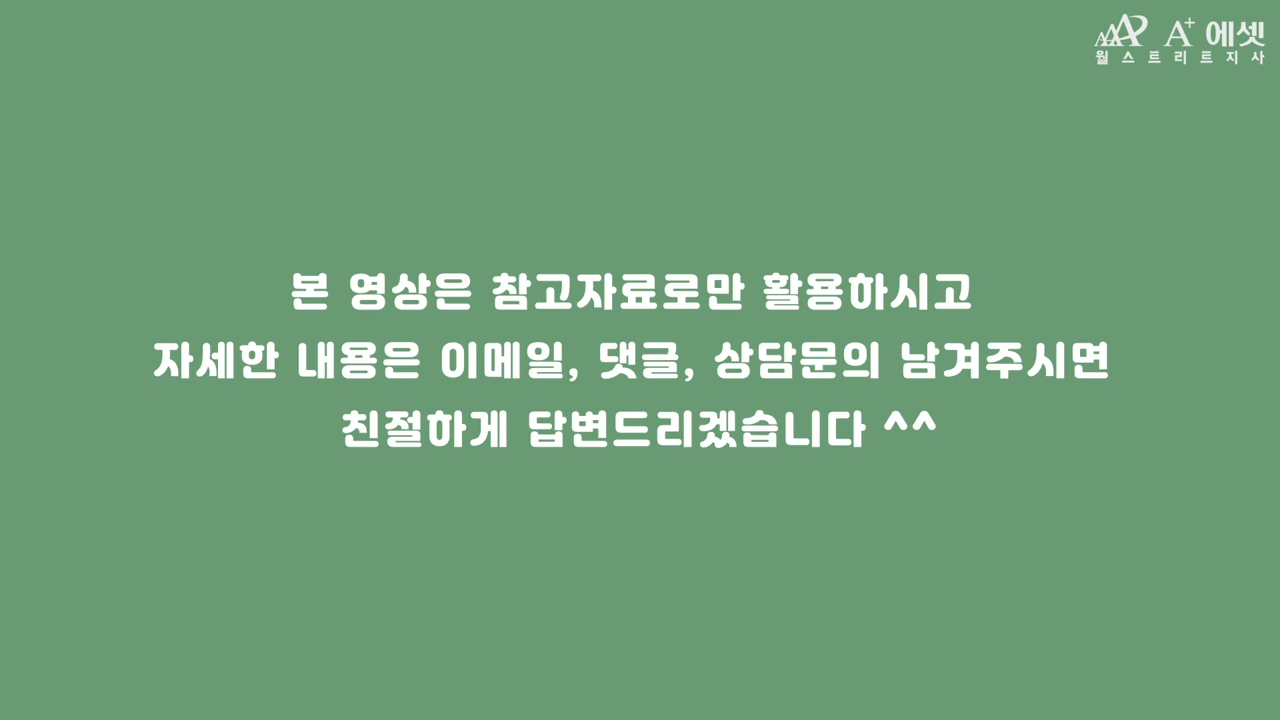 A+ 에셋
월스트리트지사
본 영상은 참고자료로만 활용하시고
자세한 내용은 이메일, 댓글, 상담문의 남겨주시면
친절하게 답변드리겠습니다 ^^